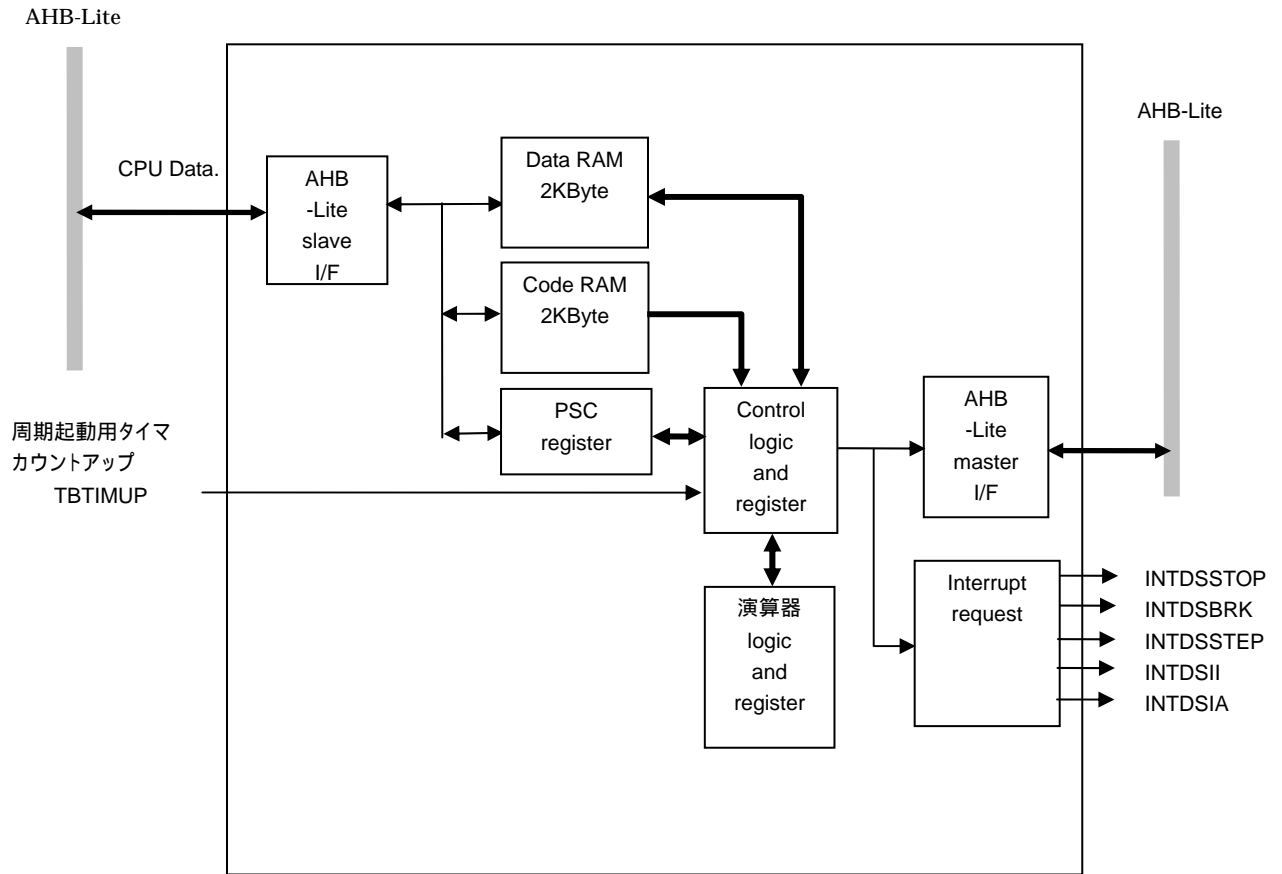 AHB-Lite
AHB-Lite
CPU Data.
AHB
-Lite
slave
I/F
Data RAM
2KByte
Code RAM
2KByte
PSC
register
周期起動用タイマ
カウントアップ
TBTIMUP
Control
logic
and
register
AHB
-Lite
master
I/F
演算器
logic
and
register
Interrupt
request
INTDSSTOP
INTDSBRK
INTDSSTEP
INTDSII
INTDSIA